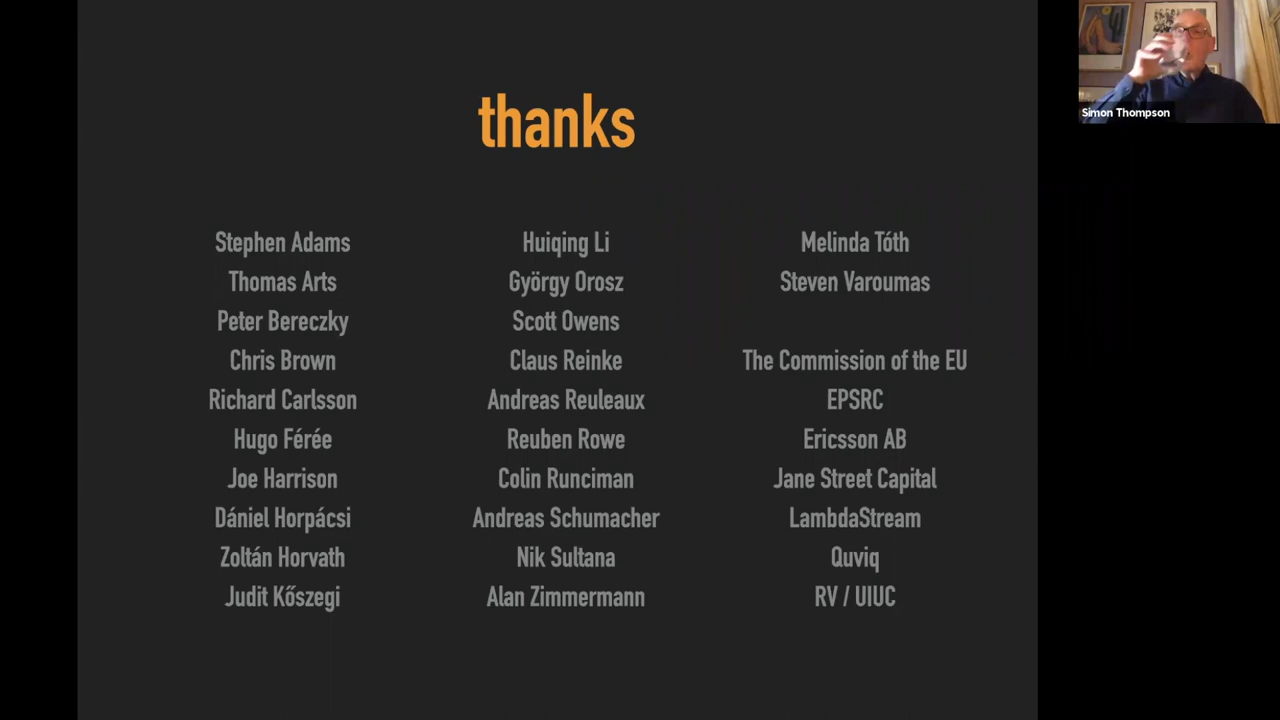 thanks
Stephen Adams
Thomas Arts
Peter Bereczky
Chris Brown
Richard Carlsson
Hugo Férée
Joe Harrison
Dániel Horpácsi
Zoltán Horvath
Judit Kőszegi
Huiqing Li
György Orosz
Scott Owens
Claus Reinke
Andreas Reuleaux
Reuben Rowe
Colin Runciman
Andreas Schumacher
Nik Sultana
Alan Zimmermann
Melinda Tóth
Steven Varoumas
The Commission of the EU
EPSRC
Ericsson AB
Jane Street Capital
LambdaStream
Quviq
RV / UIUC
Simon Thompson